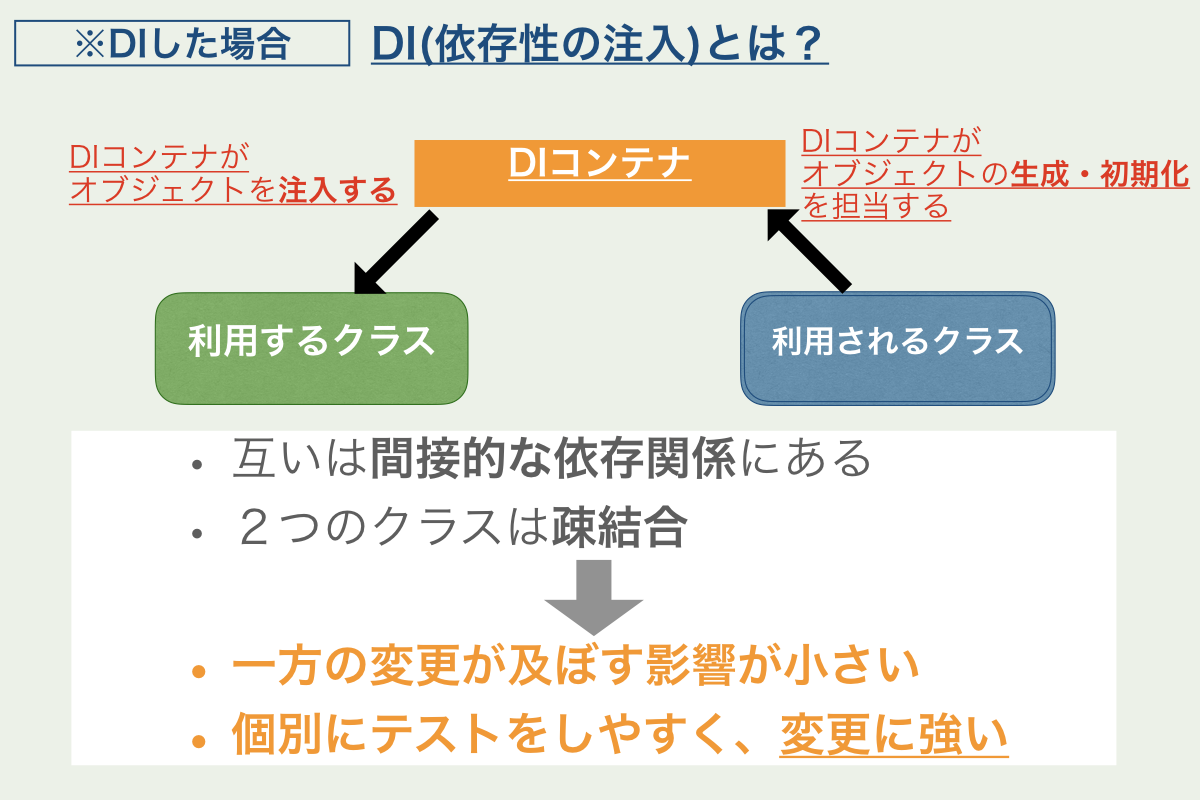 ※DIした場合
DI(依存性の注入)とは？
DIコンテナが
オブジェクトを注入する
DIコンテナ
DIコンテナが
オブジェクトの生成・初期化
を担当する
利用するクラス
利用されるクラス
• 互いは間接的な依存関係にある
• ２つのクラスは疎結合
• 一方の変更が及ぼす影響が小さい
• 個別にテストをしやすく、変更に強い